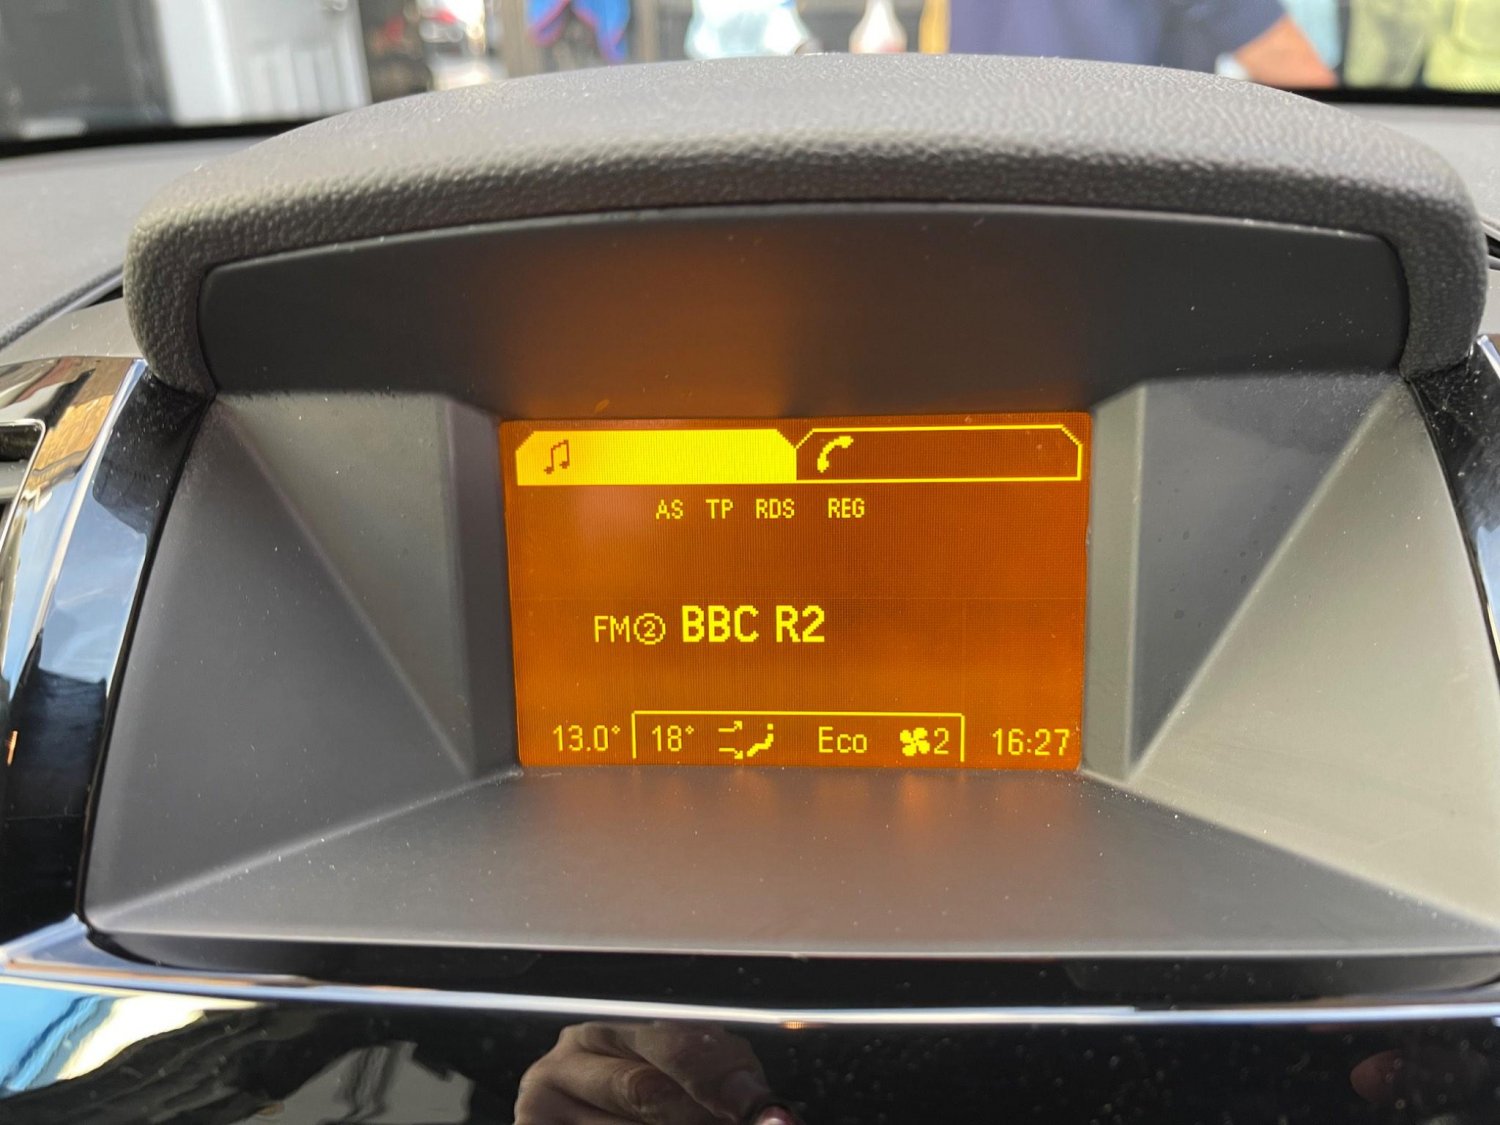 AS TP RDS REG
FM② BBC R2
13.0° 18° Eco 2 16:27